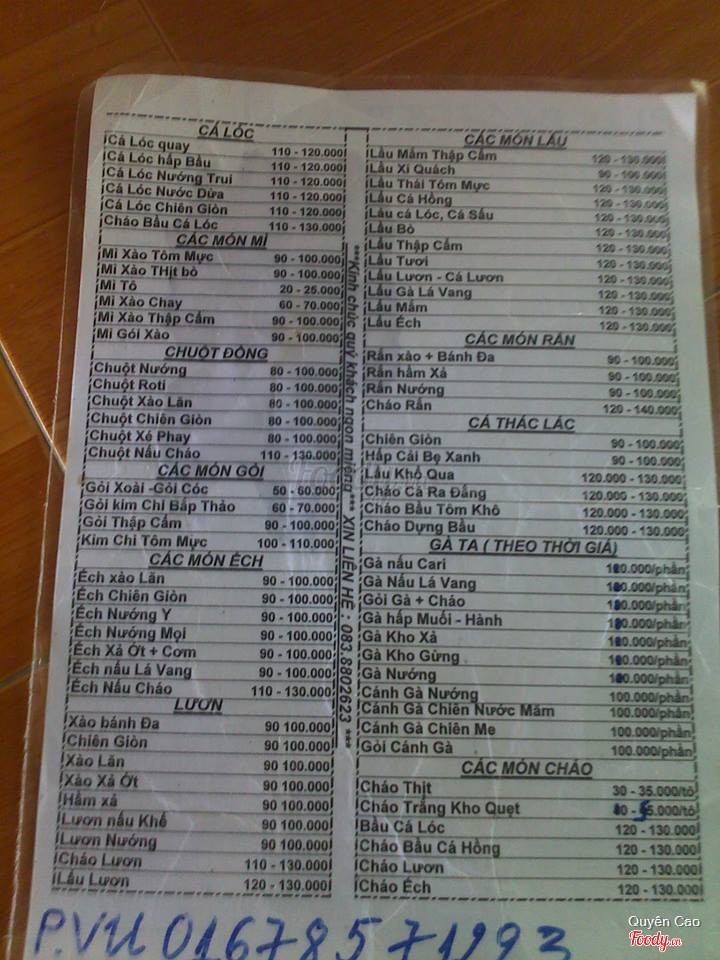 CÁ LÓC
Cá Lóc quay 110 - 120.000
Cá Lóc hấp Bầu 110 - 120.000
Cá Lóc Nướng Trui 110 - 120.000
Cá Lóc Nước Dừa 110 - 120.000
Cá Lóc Chiên Giòn 110 - 120.000
Cháo Bầu Cá Lóc 110 - 130.000
CÁC MÓN MÌ
Mì Xào Tôm Mực 90 - 100.000
Mì Xào THịt bò 90 - 100.000
Mì Tô 20 - 25.000
Mì Xào Chay 60 - 70.000
Mì Xào Thập Cẩm 90 - 100.000
Mì Gói Xào 90 - 100.000
CHUỘT ĐỒNG
Chuột Nướng 80 - 100.000
Chuột Roti 80 - 100.000
Chuột Xào Lăn 80 - 100.000
Chuột Chiên Giòn 80 - 100.000
Chuột Xé Phay 80 - 100.000
Chuột Nấu Cháo 110 - 130.000
CÁC MÓN GỎI
Gỏi Xoài -Gỏi Cóc 50 - 60.000
Gỏi kim Chi Bắp Thảo 60 - 70.000
Gỏi Thập Cẩm 90 - 100.000
Kim Chi Tôm Mực 100 - 110.000
CÁC MÓN ẾCH
Ếch xào Lăn 90 - 100.000
Ếch Chiên Giòn 90 - 100.000
Ếch Nướng Y 90 - 100.000
Ếch Nướng Mọi 90 - 100.000
Ếch Xả Ớt + Cơm 90 - 100.000
Ếch nấu Lá Vang 90 - 100.000
Ếch Nấu Cháo 110 - 130.000
LƯƠN
Xào bánh Đa 90 100.000
Chiên Giòn 90 100.000
Xào Lăn 90 100.000
Xào Xả Ớt 90 100.000
Hầm xả 90 100.000
Lươn nấu Khế 90 100.000
Lươn Nướng 90 100.000
Cháo Lươn 110 - 130.000
Lẩu Lươn 120 - 130.000
***Kính chúc quý khách ngon miệng*** XIN LIÊN HỆ : 083.8902623 ***
CÁC MÓN LẨU
Lẩu Mắm Thập Cẩm 120 - 130.000
Lẩu Xí Quách 90 - 100.000
Lẩu Thái Tôm Mực 120 - 130.000
Lẩu Cá Hồng 120 - 130.000
Lẩu cá Lóc, Cá Sấu 120 - 130.000
Lẩu Bò 120 - 130.000
Lẩu Thập Cẩm 120 - 130.000
Lẩu Tươi 120 - 130.000
Lẩu Lươn - Cá Lươn 120 - 130.000
Lẩu Gà Lá Vang 120 - 130.000
Lẩu Mắm 120 - 130.000
Lẩu Ếch 120 - 130.000
CÁC MÓN RẮN
Rắn xào + Bánh Đa 90 - 100.000
Rắn hầm Xả 90 - 100.000
Rắn Nướng 90 - 100.000
Cháo Rắn 120 - 140.000
CÁ THÁC LÁC
Chiên Giòn 90 - 100.000
Hấp Cải Bẹ Xanh 90 - 100.000
Lẩu Khổ Qua 120.000 - 130.000
Cháo Cá Ra Đắng 120.000 - 130.000
Cháo Bầu Tôm Khô 120.000 - 130.000
Cháo Dựng Bầu 120.000 - 130.000
GÀ TA ( THEO THỜI GIÁ)
Gà nấu Cari
Gà Nấu Lá Vang
Gỏi Gà + Cháo
Gà hấp Muối - Hành
Gà Kho Xả
Gà Kho Gừng
Gà Nướng
Cánh Gà Nướng 100.000/phần
Cánh Gà Chiên Nước Mắm 100.000/phần
Cánh Gà Chiên Me 100.000/phần
Gỏi Cánh Gà 100.000/phần
CÁC MÓN CHÁO
Cháo Thịt 30 - 35.000/tô
Cháo Trắng Kho Quẹt
Bầu Cá Lóc 120 - 130.000
Cháo Bầu Cá Hồng 120 - 130.000
Cháo Lươn 120 - 130.000
Cháo Ếch 120 - 130.000
P.VU 01678571293
Quyên Cao
Foody.vn